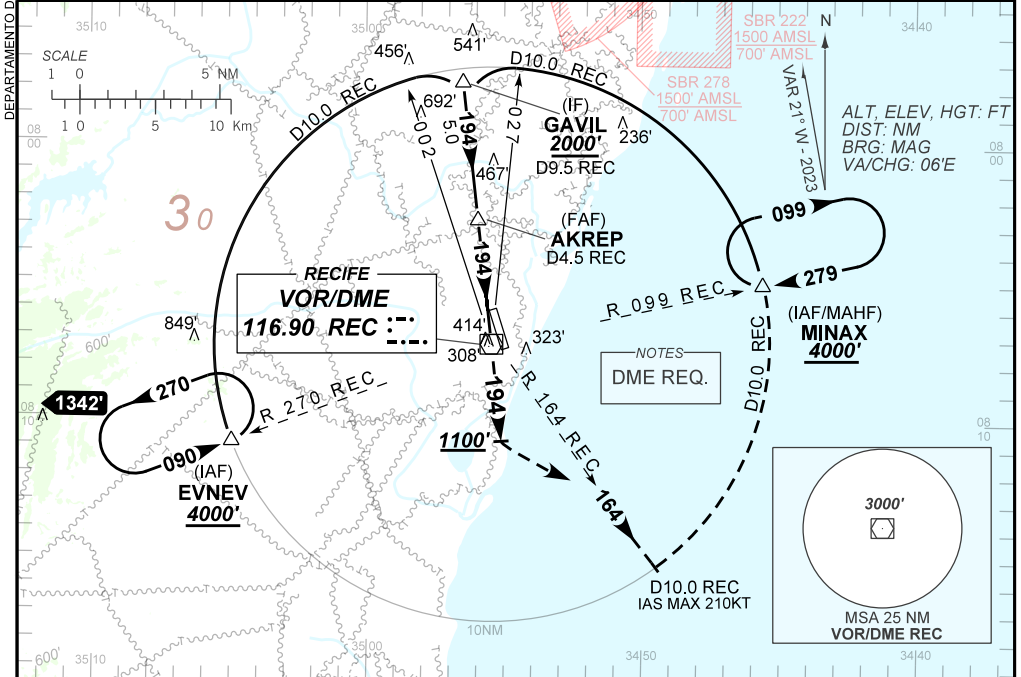 DEPARTAMENTO D
35|10
35|00
34|50
34|40
SCALE
1 0 5 NM
1 0 5 10 Km
08
00
456'
541'
D10.0 REC
D10.0 REC
SBR 222
1500 AMSL
700' AMSL
SBR 278
1500' AMSL
700' AMSL
N
VAR 21° W - 2023
ALT, ELEV, HGT: FT
DIST: NM
BRG: MAG
VA/CHG: 06'E
08
00
692'
(IF)
GAVIL
2000'
D9.5 REC
236'
002
194
5.0
027
467'
30
(FAF)
AKREP
D4.5 REC
194
099
279
R 099 REC
(IAF/MAHF)
MINAX
4000'
RECIFE
VOR/DME
116.90 REC
414'
308'
323'
849'
600'
NOTES
DME REQ.
D10.0 REC
1342'
08
10
270
R 270 REC
090
(IAF)
EVNEV
4000'
194
1100'
R 164 REC
164
08
10
3000'
MSA 25 NM
VOR/DME REC
D10.0 REC
IAS MAX 210KT
10NM
600'
35|10
35|00
34|50
34|40